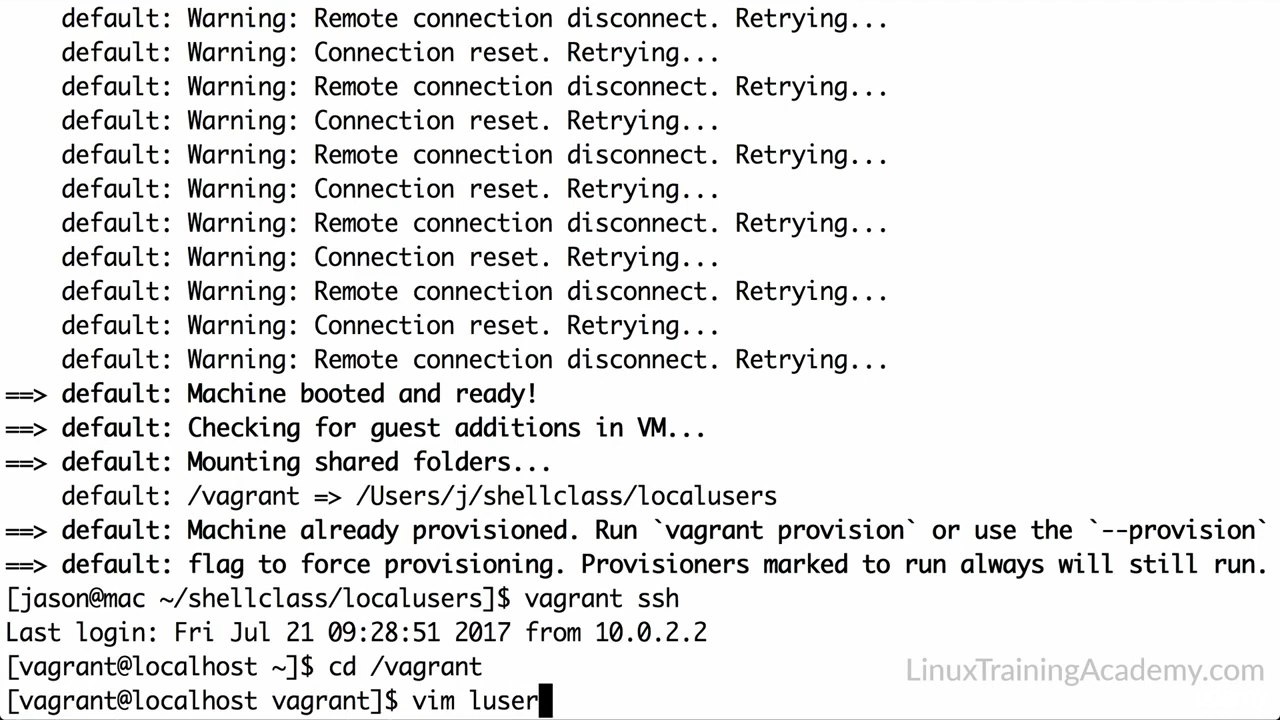 default: Warning: Remote connection disconnect. Retrying...
default: Warning: Connection reset. Retrying...
default: Warning: Remote connection disconnect. Retrying...
default: Warning: Connection reset. Retrying...
default: Warning: Remote connection disconnect. Retrying...
default: Warning: Connection reset. Retrying...
default: Warning: Remote connection disconnect. Retrying...
default: Warning: Connection reset. Retrying...
default: Warning: Remote connection disconnect. Retrying...
default: Warning: Connection reset. Retrying...
default: Warning: Remote connection disconnect. Retrying...
==> default: Machine booted and ready!
==> default: Checking for guest additions in VM...
==> default: Mounting shared folders...
default: /vagrant => /Users/j/shellclass/localusers
==> default: Machine already provisioned. Run `vagrant provision` or use the `--provision`
==> default: flag to force provisioning. Provisioners marked to run always will still run.
[jason@mac ~/shellclass/localusers]$ vagrant ssh
Last login: Fri Jul 21 09:28:51 2017 from 10.0.2.2
[vagrant@localhost ~]$ cd /vagrant
LinuxTrainingAcademy.com
[vagrant@localhost vagrant]$ vim luser